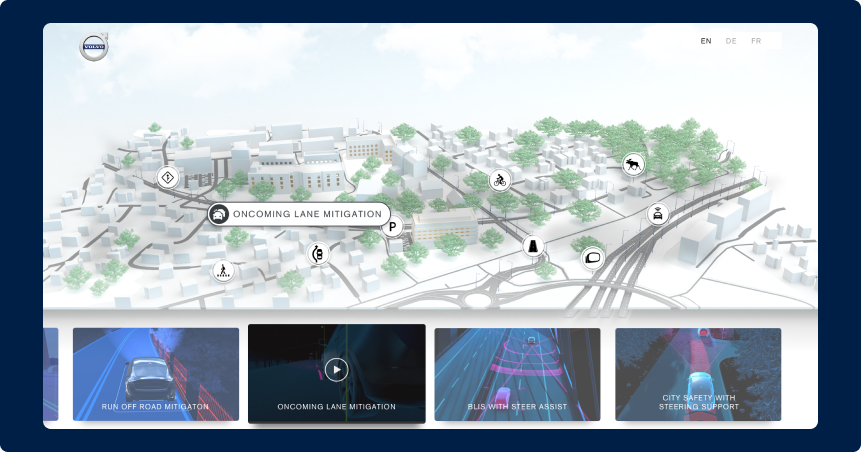 VOLVO
EN DE FR
ONCOMING LANE MITIGATION
P
RUN OFF ROAD MITIGATON
ONCOMING LANE MITIGATION
BLIS WITH STEER ASSIST
CITY SAFETY WITH
STEERING SUPPORT